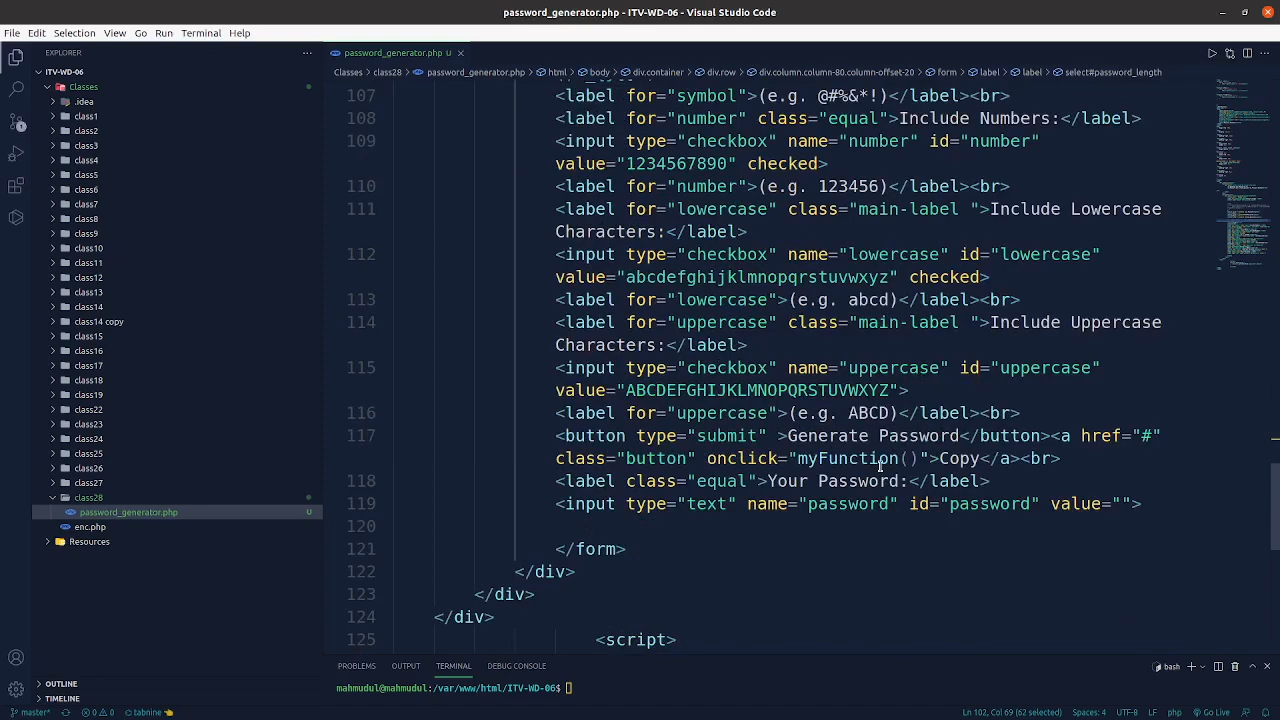 password_generator.php - ITV-WD-06 - Visual Studio Code
File Edit Selection View Go Run Terminal Help
EXPLORER
ITV-WD-06
Classes
.idea
class1
class2
class3
class4
class5
class6
class7
class8
class9
class10
class11
class12
class13
class14
class14 copy
class15
class16
class17
class18
class19
class22
class23
class24
class25
class26
class27
class28
password_generator.php U
enc.php
Resources
OUTLINE
TIMELINE
password_generator.php U
Classes > class28 > password_generator.php > html > body > div.container > div.row > div.column.column-80.column-offset-20 > form > label > label > select#password_length
107 <label for="symbol">(e.g. @#%&*!)</label><br>
108 <label for="number" class="equal">Include Numbers:</label>
109 <input type="checkbox" name="number" id="number"
value="1234567890" checked>
110 <label for="number">(e.g. 123456)</label><br>
111 <label for="lowercase" class="main-label ">Include Lowercase
Characters:</label>
112 <input type="checkbox" name="lowercase" id="lowercase"
value="abcdefghijklmnopqrstuvwxyz" checked>
113 <label for="lowercase">(e.g. abcd)</label><br>
114 <label for="uppercase" class="main-label ">Include Uppercase
Characters:</label>
115 <input type="checkbox" name="uppercase" id="uppercase"
value="ABCDEFGHIJKLMNOPQRSTUVWXYZ">
116 <label for="uppercase">(e.g. ABCD)</label><br>
117 <button type="submit" >Generate Password</button><a href="#"
class="button" onclick="myFunction()">Copy</a><br>
118 <label class="equal">Your Password:</label>
119 <input type="text" name="password" id="password" value="">
120
121 </form>
122 </div>
123 </div>
124 </div>
125 <script>
PROBLEMS OUTPUT TERMINAL DEBUG CONSOLE
bash
mahmudul@mahmudul:/var/www/html/ITV-WD-06$
master* 0 0 tabnine Ln 102, Col 69 (62 selected) Spaces: 4 UTF-8 LF php Go Live